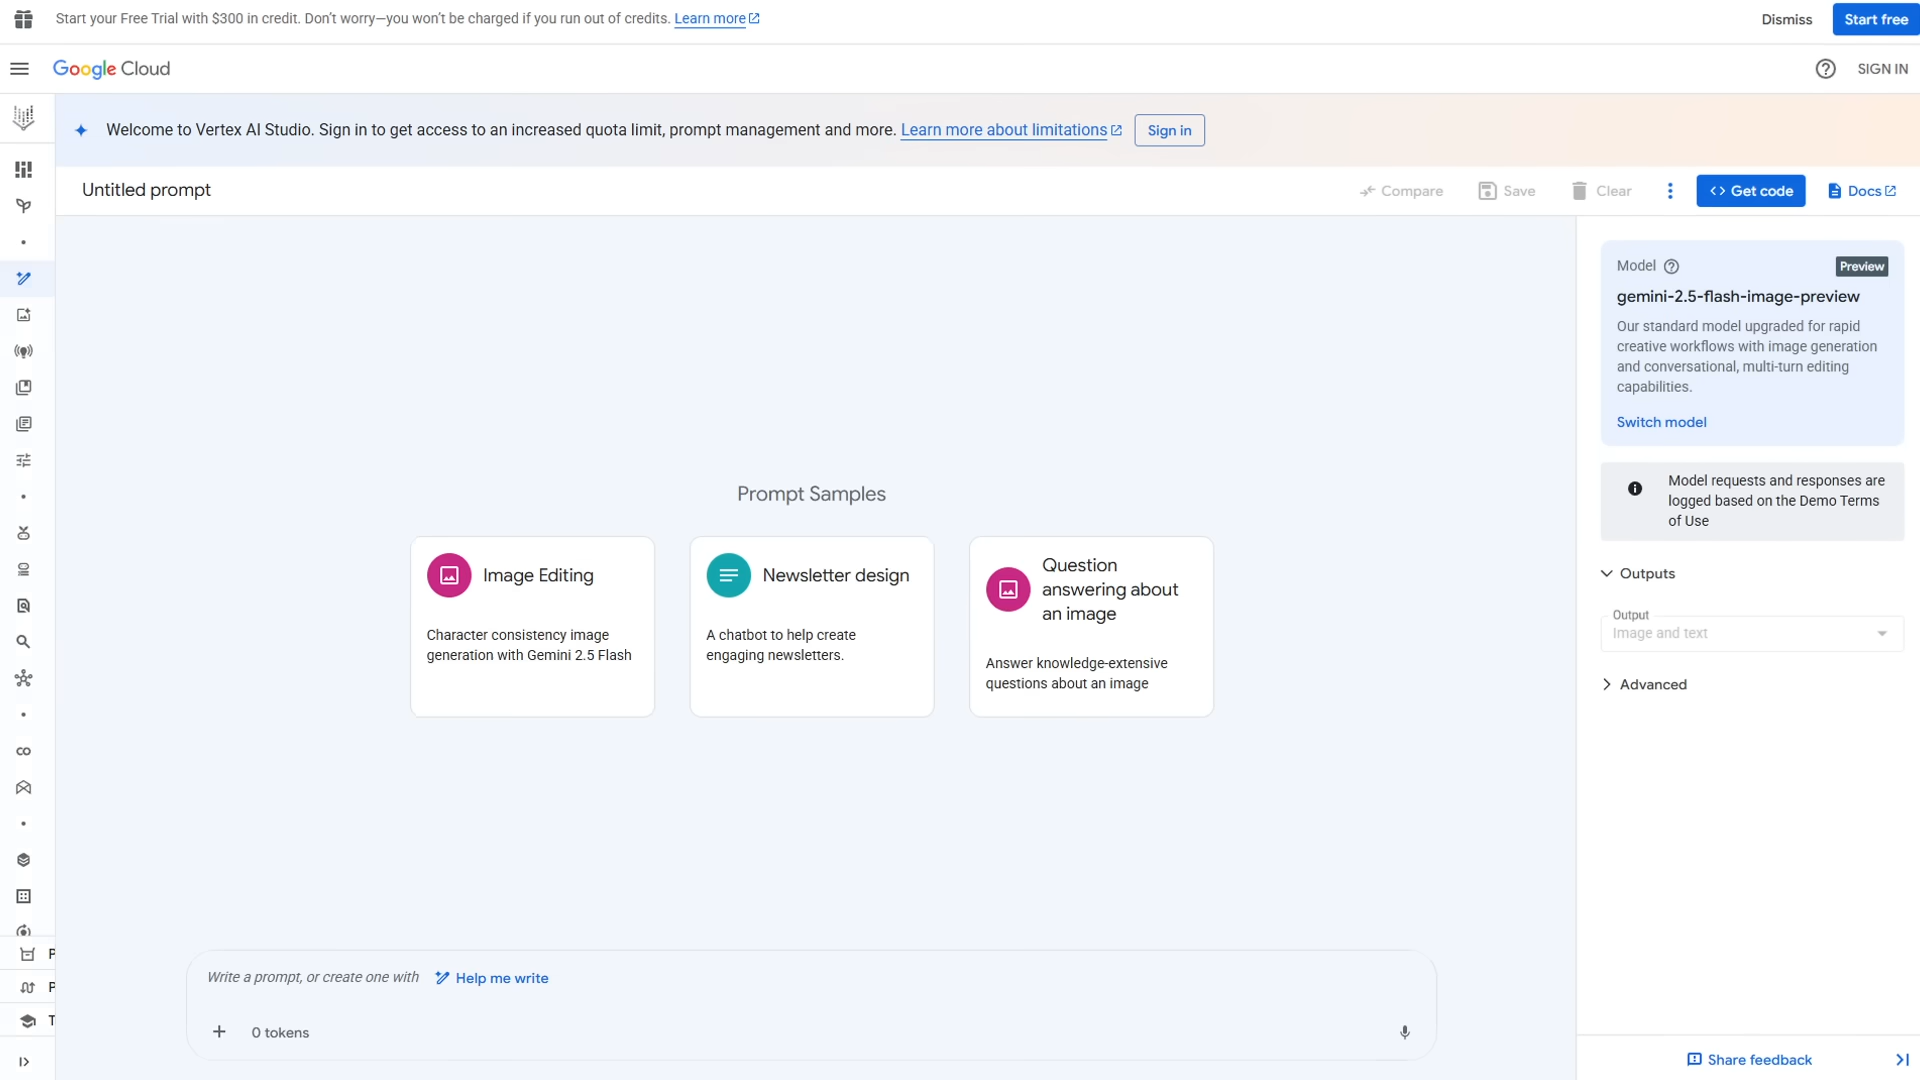 Start your Free Trial with $300 in credit. Don’t worry—you won’t be charged if you run out of credits. Learn more
Dismiss
Start free
Google Cloud
SIGN IN
Welcome to Vertex AI Studio. Sign in to get access to an increased quota limit, prompt management and more. Learn more about limitations
Sign in
Untitled prompt
Compare
Save
Clear
Get code
Docs
Model
Preview
gemini-2.5-flash-image-preview
Our standard model upgraded for rapid
creative workflows with image generation
and conversational, multi-turn editing
capabilities.
Switch model
Model requests and responses are
logged based on the Demo Terms
of Use
Outputs
Output
Image and text
Advanced
Prompt Samples
Image Editing
Character consistency image
generation with Gemini 2.5 Flash
Newsletter design
A chatbot to help create
engaging newsletters.
Question
answering about
an image
Answer knowledge-extensive
questions about an image
Write a prompt, or create one with
Help me write
0 tokens
Share feedback